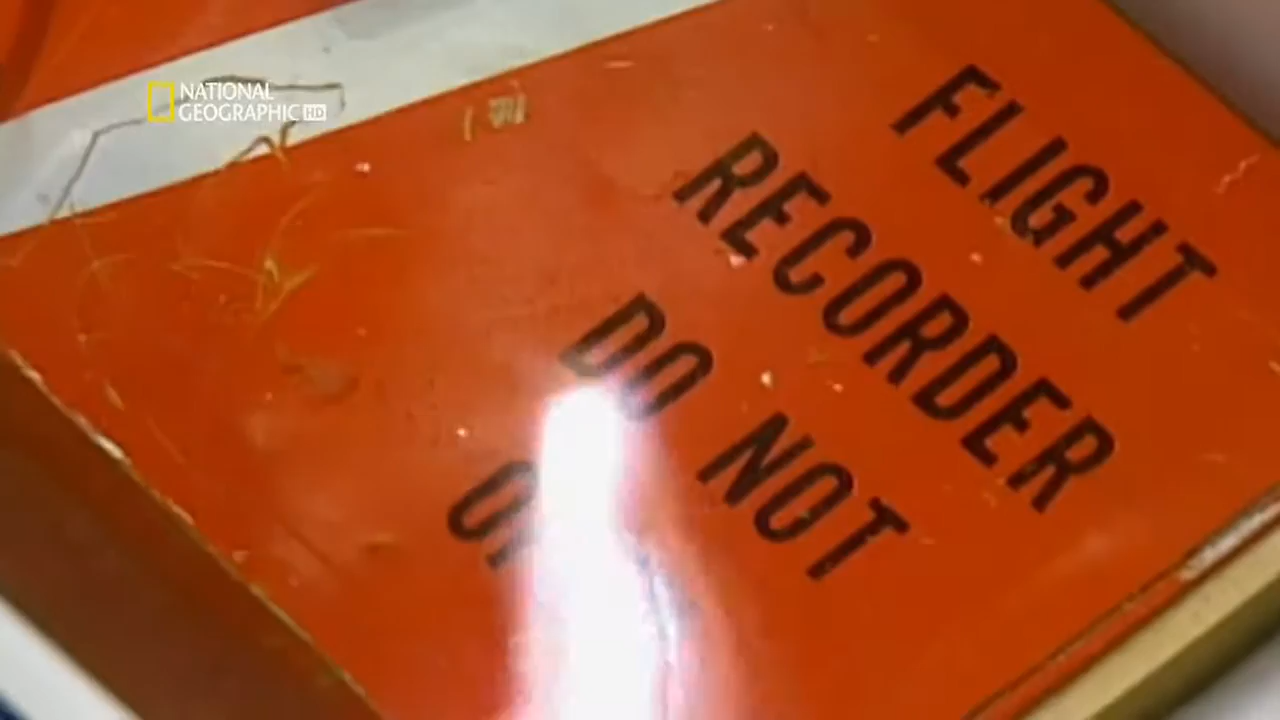 NATIONAL
GEOGRAPHIC HD
FLIGHT
RECORDER
DO NOT